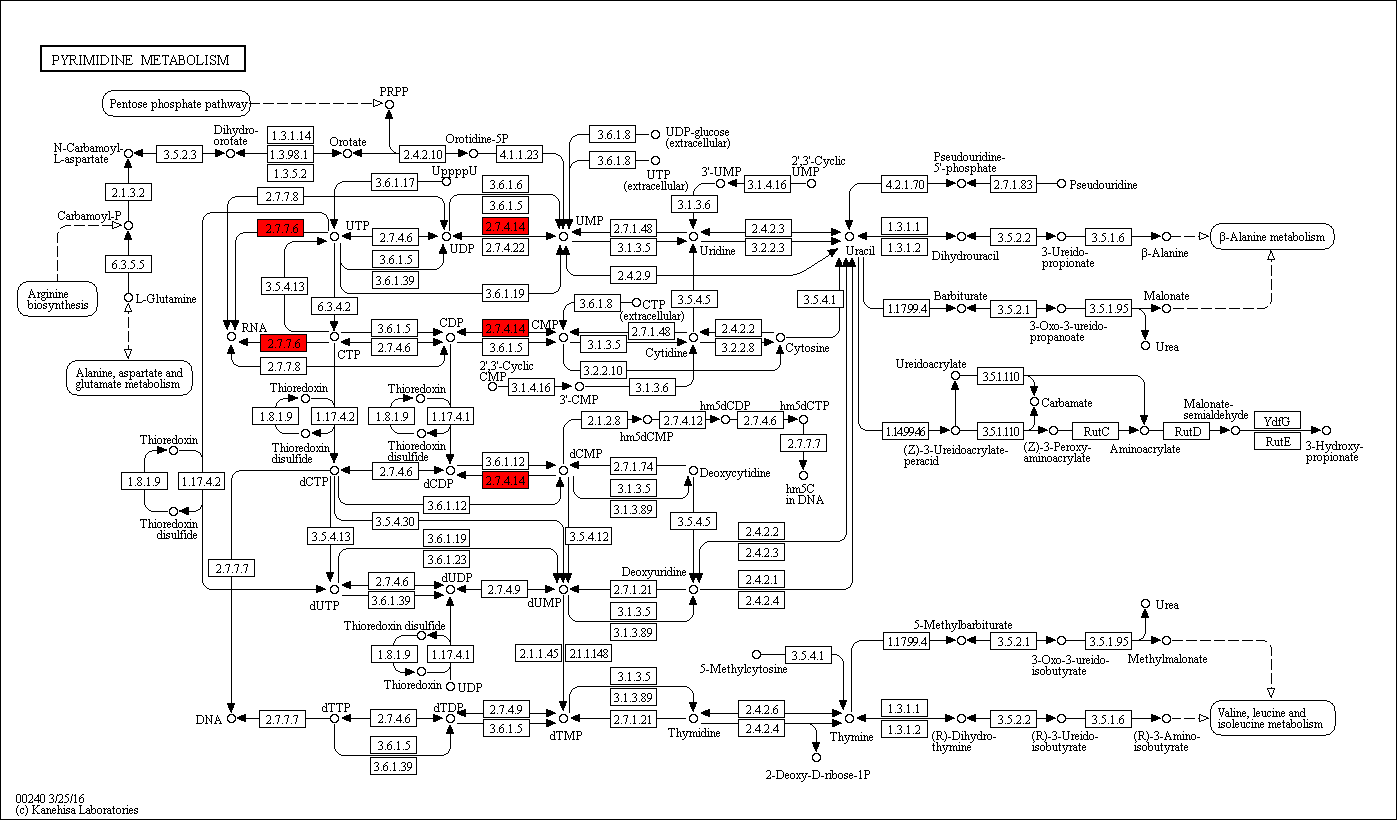 PYRIMIDINE METABOLISM
Pentose phosphate pathway
PRPP
N-Carbamoyl-
L-aspartate
3.5.2.3
Dihydro-
orotate
1.3.1.14
1.3.98.1
1.3.5.2
Orotate
2.4.2.10
Orotidine-5P
4.1.1.23
3.6.1.8
UDP-glucose
(extracellular)
3.6.1.8
UTP
(extracellular)
3'-UMP
3.1.4.16
2',3'-Cyclic
UMP
Pseudouridine-
5'-phosphate
4.2.1.70
2.7.1.83
Pseudouridine
2.1.3.2
Carbamoyl-P
6.3.5.5
Arginine
biosynthesis
L-Glutamine
Alanine, aspartate and
glutamate metabolism
2.7.7.8
3.6.1.17
UppppU
3.6.1.6
3.6.1.5
2.7.7.6
UTP
2.7.4.6
UDP
2.7.4.14
2.7.4.22
UMP
2.7.1.48
3.1.3.5
3.1.3.6
Uridine
2.4.2.3
3.2.2.3
Uracil
1.3.1.1
1.3.1.2
Dihydrouracil
3.5.2.2
3-Ureido-
propionate
3.5.1.6
β-Alanine
β-Alanine metabolism
3.6.1.5
3.6.1.39
2.4.2.9
3.5.4.13
6.3.4.2
3.6.1.19
3.6.1.8
CTP
(extracellular)
3.5.4.5
3.5.4.1
1.1.99.4
Barbiturate
3.5.2.1
3-Oxo-3-ureido-
propanoate
3.5.1.95
Malonate
Urea
RNA
2.7.7.6
CTP
3.6.1.5
2.7.4.6
CDP
2.7.4.14
3.6.1.5
CMP
2.7.1.48
3.1.3.5
Cytidine
2.4.2.2
3.2.2.8
Cytosine
2.7.7.8
3.2.2.10
2',3'-Cyclic
CMP
3.1.4.16
3'-CMP
3.1.3.6
Ureidoacrylate
3.5.1.110
Carbamate
1.14.99.46
(Z)-3-Ureidoacrylate-
peracid
3.5.1.110
(Z)-3-Peroxy-
aminoacrylate
RutC
Aminoacrylate
RutD
Malonate-
semialdehyde
YdfG
RutE
3-Hydroxy-
propionate
Thioredoxin
1.8.1.9
1.17.4.2
Thioredoxin
disulfide
Thioredoxin
1.8.1.9
1.17.4.1
Thioredoxin
disulfide
2.1.2.8
hm5dCMP
2.7.4.12
hm5dCDP
2.7.4.6
hm5dCTP
2.7.7.7
hm5C
in DNA
Thioredoxin
1.8.1.9
1.17.4.2
Thioredoxin
disulfide
dCTP
2.7.4.6
dCDP
3.6.1.12
2.7.4.14
dCMP
2.7.1.74
3.1.3.5
3.1.3.89
Deoxycytidine
3.6.1.12
3.5.4.30
3.5.4.13
3.5.4.12
3.5.4.5
2.4.2.2
2.4.2.3
3.6.1.19
3.6.1.23
2.7.7.7
dUTP
2.7.4.6
3.6.1.39
dUDP
2.7.4.9
dUMP
2.7.1.21
3.1.3.5
3.1.3.89
Deoxyuridine
2.4.2.1
2.4.2.4
Thioredoxin disulfide
1.8.1.9
1.17.4.1
Thioredoxin
UDP
2.1.1.45
2.1.1.148
5-Methylcytosine
3.5.4.1
1.1.99.4
5-Methylbarbiturate
3.5.2.1
3-Oxo-3-ureido-
isobutyrate
3.5.1.95
Methylmalonate
Urea
DNA
2.7.7.7
dTTP
2.7.4.6
dTDP
2.7.4.9
3.6.1.5
dTMP
3.1.3.5
3.1.3.89
2.7.1.21
Thymidine
2.4.2.6
2.4.2.4
Thymine
1.3.1.1
1.3.1.2
(R)-Dihydro-
thymine
3.5.2.2
(R)-3-Ureido-
isobutyrate
3.5.1.6
(R)-3-Amino-
isobutyrate
Valine, leucine and
isoleucine metabolism
3.6.1.5
3.6.1.39
2-Deoxy-D-ribose-1P
00240 3/25/16
(c) Kanehisa Laboratories